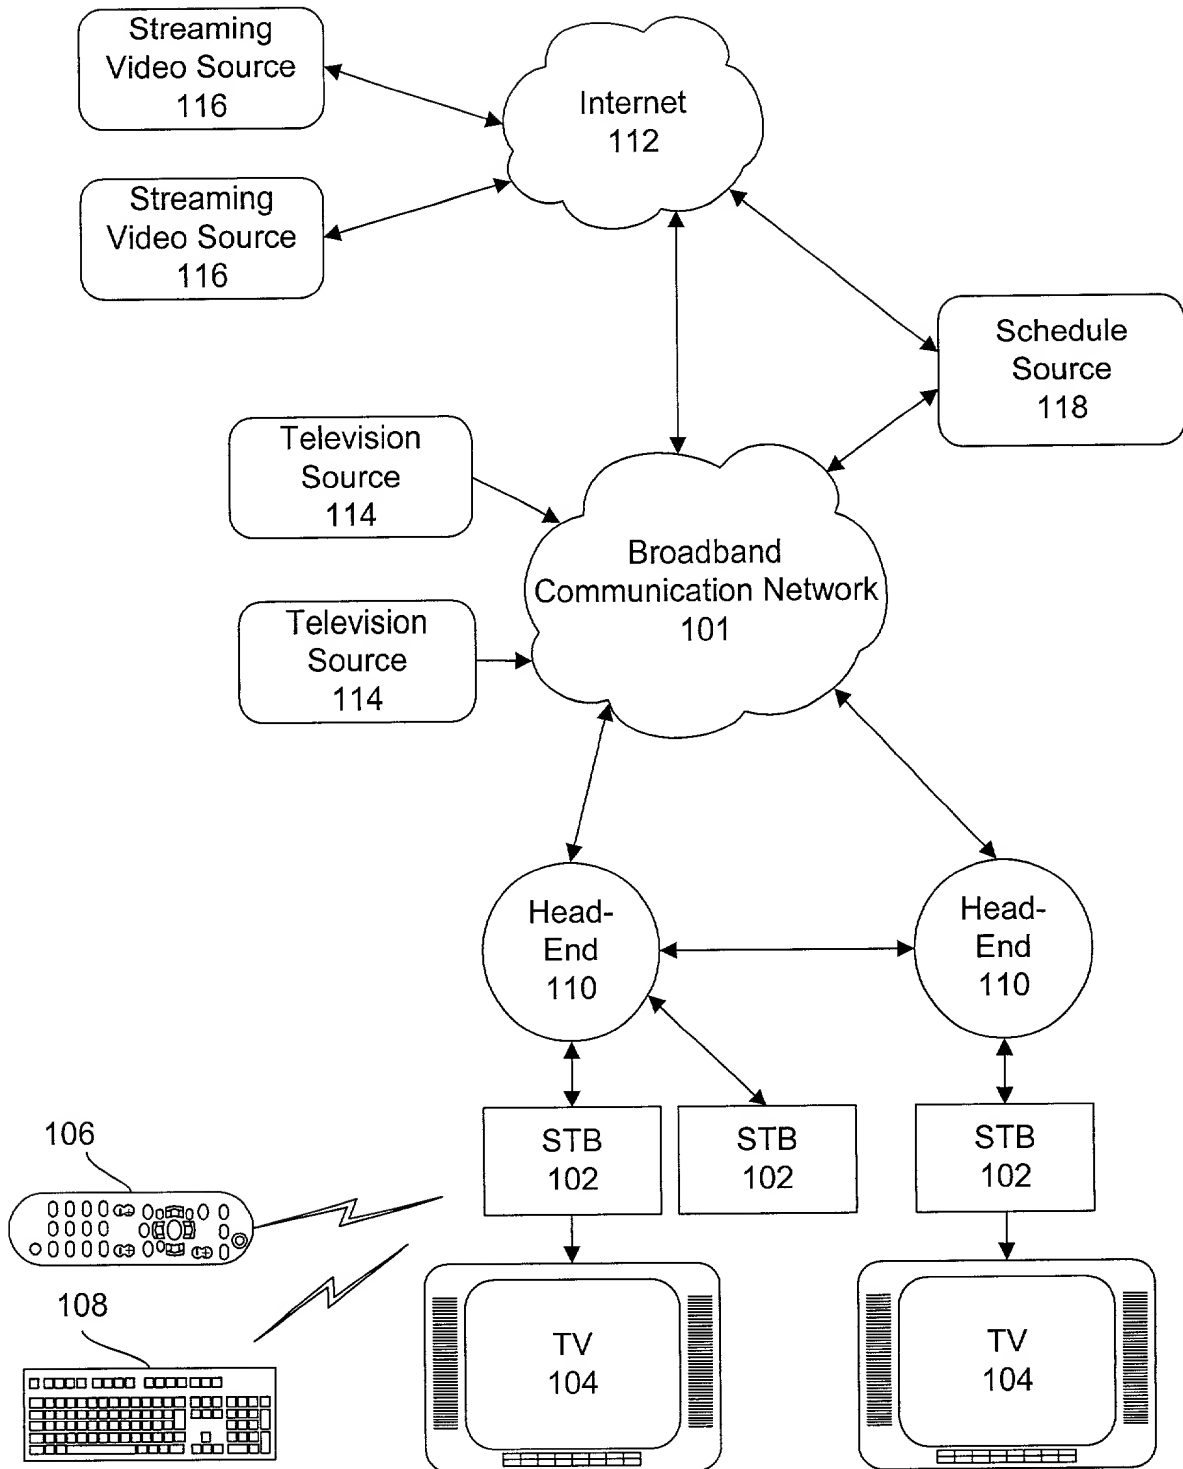 Streaming
Video Source
116
Internet
112
Streaming
Video Source
116
Schedule
Source
118
Television
Source
114
Broadband
Communication Network
101
Television
Source
114
Head-
End
110
Head-
End
110
STB
102
STB
102
STB
102
106
108
TV
104
TV
104